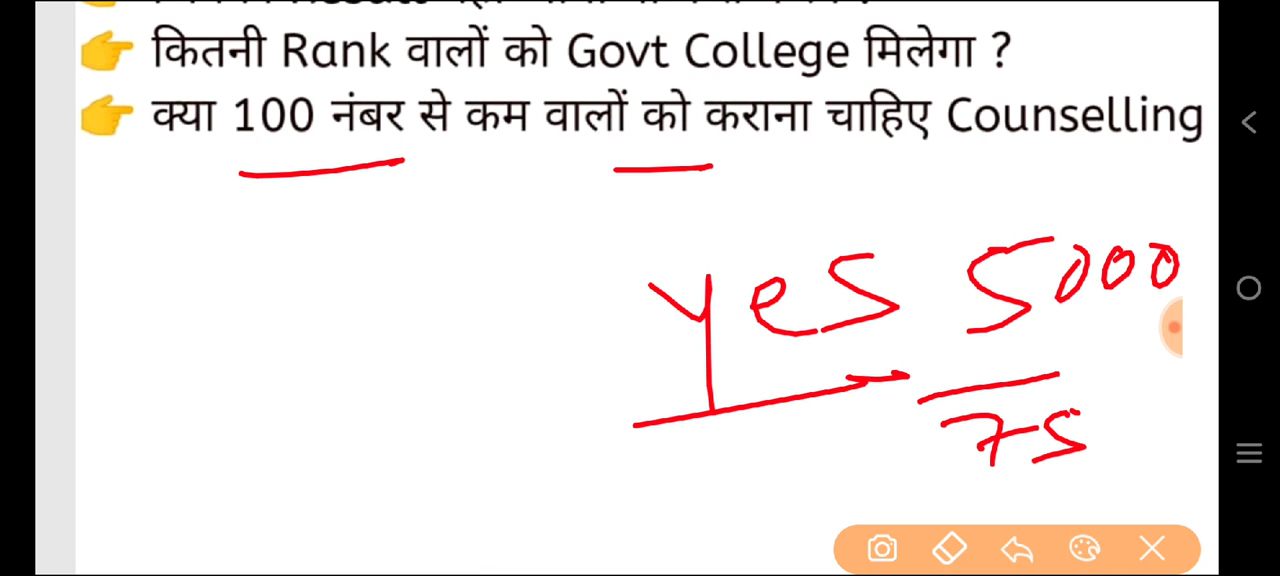 👉 कितनी Rank वालों को Govt College मिलेगा ?
👉 क्या 100 नंबर से कम वालों को कराना चाहिए Counselling
yes 5000
75